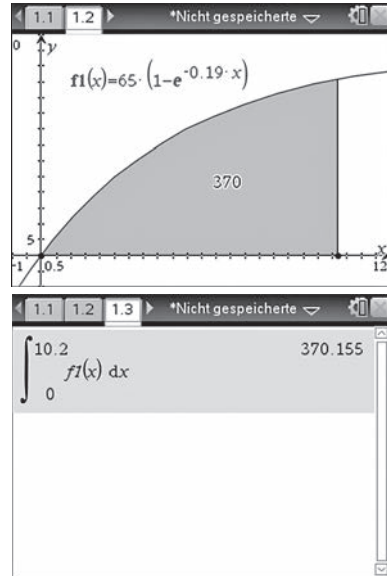 1.1 1.2 *Nicht gespeicherte
0 y
f1(x)=65·(1-e^-0.19·x)
370
5
x
-1 0.5 12
1.1 1.2 1.3 *Nicht gespeicherte
10.2
∫ f1(x) dx 370.155
0